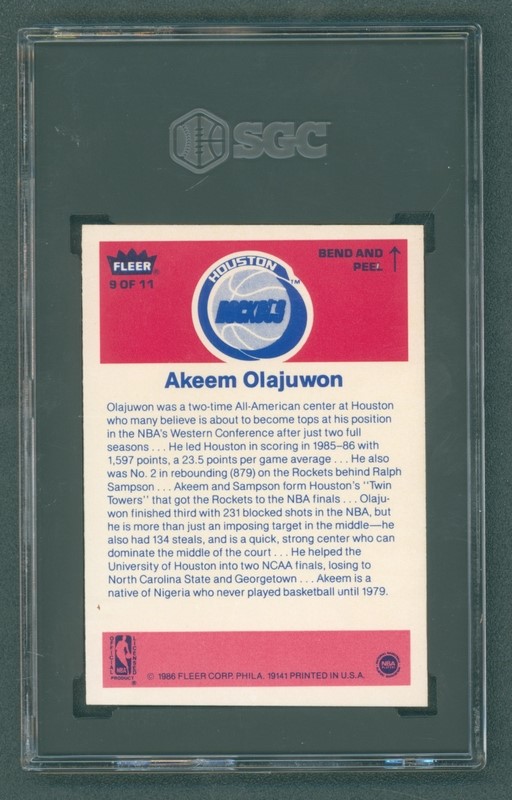 SGC
FLEER®
9 OF 11
HOUSTON
ROCKETS
TM
BEND AND
PEEL
Akeem Olajuwon
Olajuwon was a two-time All-American center at Houston
who many believe is about to become tops at his position
in the NBA's Western Conference after just two full
seasons . . . He led Houston in scoring in 1985–86 with
1,597 points, a 23.5 points per game average . . . He also
was No. 2 in rebounding (879) on the Rockets behind Ralph
Sampson . . . Akeem and Sampson form Houston's "Twin
Towers" that got the Rockets to the NBA finals . . . Olaju-
won finished third with 231 blocked shots in the NBA, but
he is more than just an imposing target in the middle—he
also had 134 steals, and is a quick, strong center who can
dominate the middle of the court . . . He helped the
University of Houston into two NCAA finals, losing to
North Carolina State and Georgetown . . . Akeem is a
native of Nigeria who never played basketball until 1979.
OFFICIAL LICENSED
NBA
PRODUCT ®
© 1986 FLEER CORP. PHILA. 19141 PRINTED IN U.S.A.
NBA